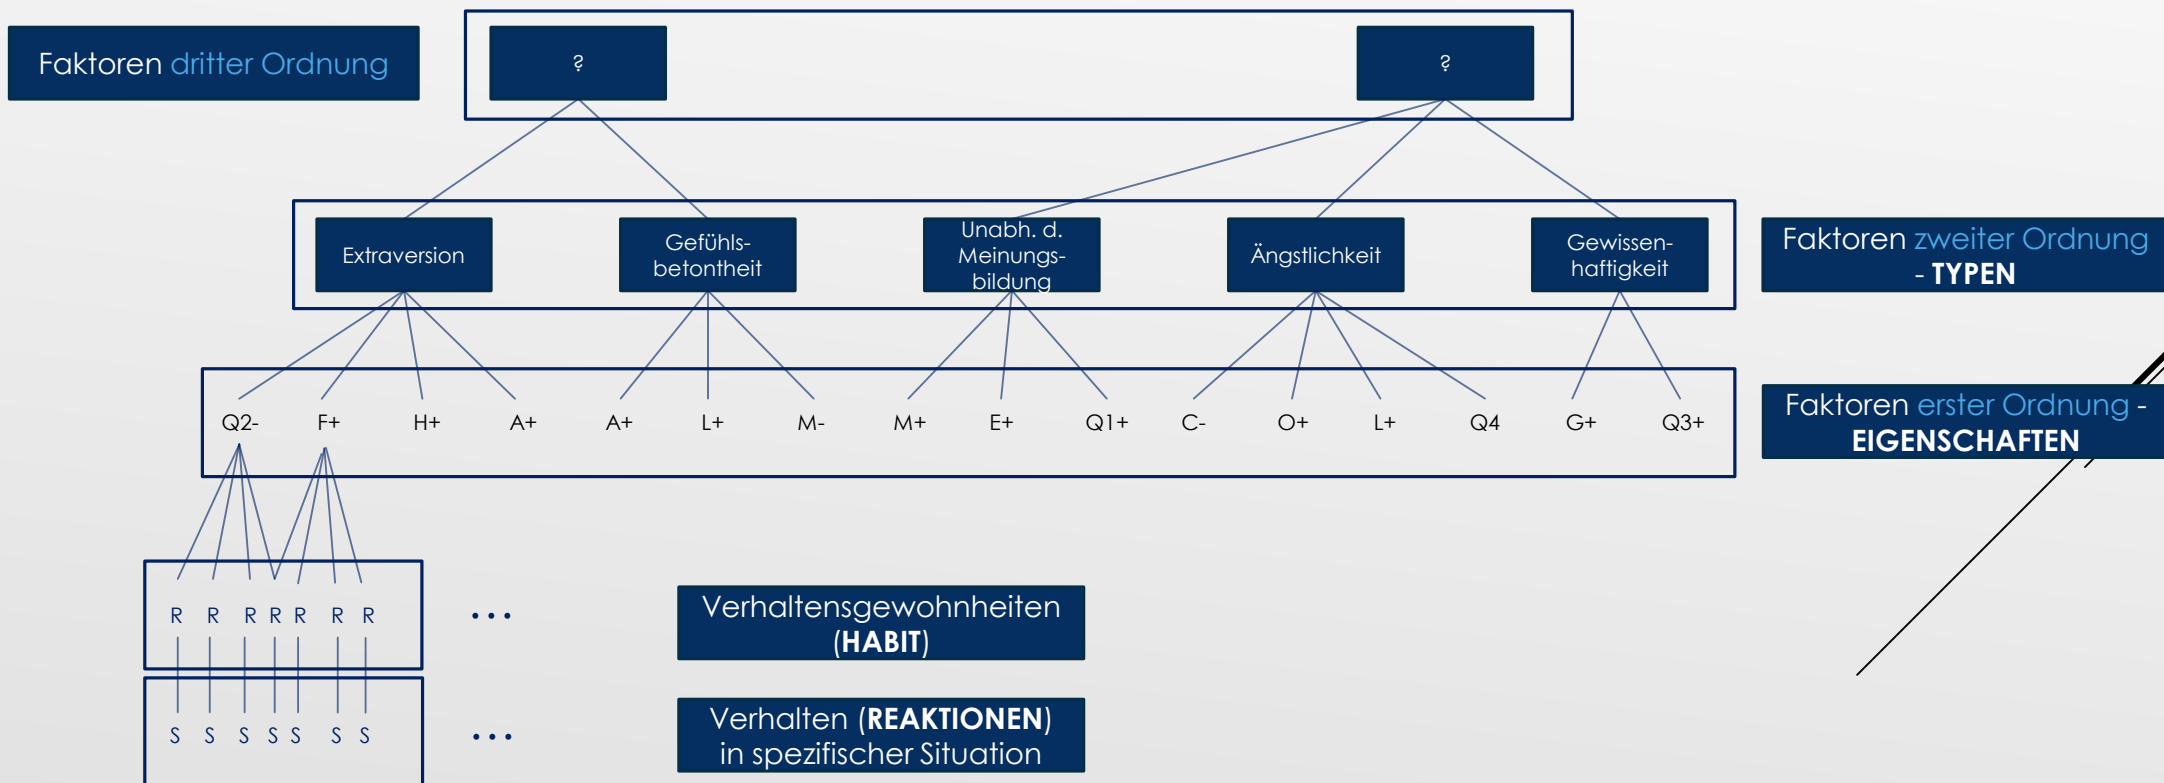 Faktoren dritter Ordnung
?
?
Extraversion
Gefühls-
betontheit
Unabh. d.
Meinungs-
bildung
Ängstlichkeit
Gewissen-
haftigkeit
Faktoren zweiter Ordnung
- TYPEN
Q2- F+ H+ A+ A+ L+ M- M+ E+ Q1+ C- O+ L+ Q4 G+ Q3+
Faktoren erster Ordnung -
EIGENSCHAFTEN
R R R R R R R ...
Verhaltensgewohnheiten
(HABIT)
S S S S S S S ...
Verhalten (REAKTIONEN)
in spezifischer Situation